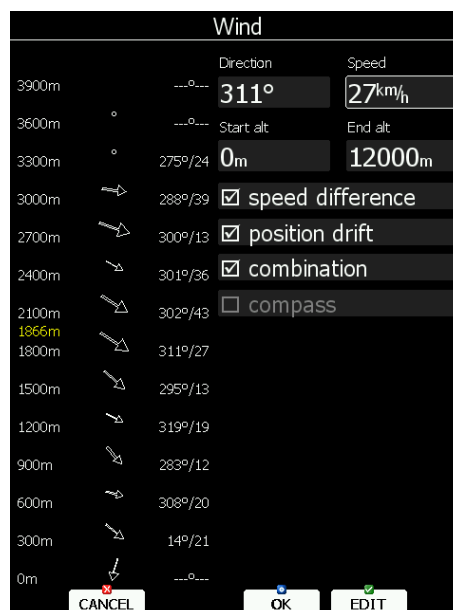 Wind
Direction Speed
311° 27km/h
Start alt End alt
0m 12000m
☑ speed difference
☑ position drift
☑ combination
☐ compass
3900m ---°---
3600m ---°---
3300m 275°/24
3000m 288°/39
2700m 300°/13
2400m 301°/36
2100m 302°/43
1866m
1800m 311°/27
1500m 295°/13
1200m 319°/19
900m 283°/12
600m 308°/20
300m 14°/21
0m ---°---
CANCEL OK EDIT